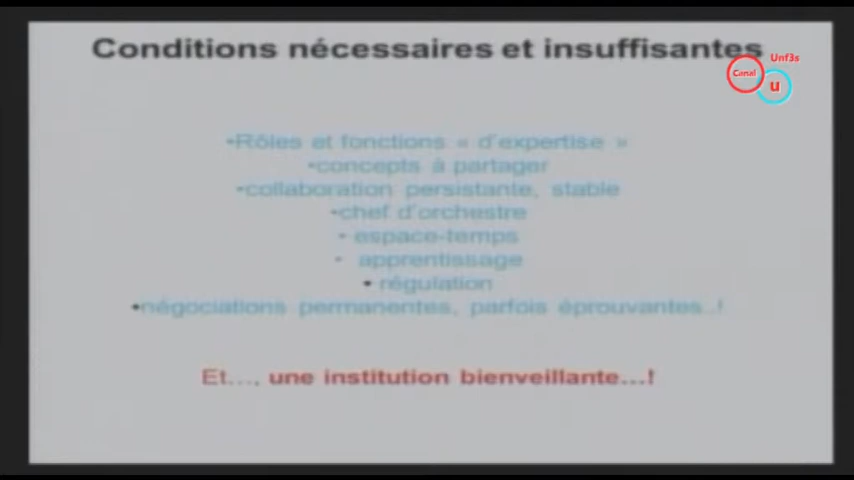 Conditions nécessaires et insuffisantes
Unf3s
Canal
u
•Rôles et fonctions « d'expertise »
•concepts à partager
•collaboration persistante, stable
•chef d'orchestre
• espace-temps
• apprentissage
• régulation
•négociations permanentes, parfois éprouvantes..!
Et..., une institution bienveillante...!